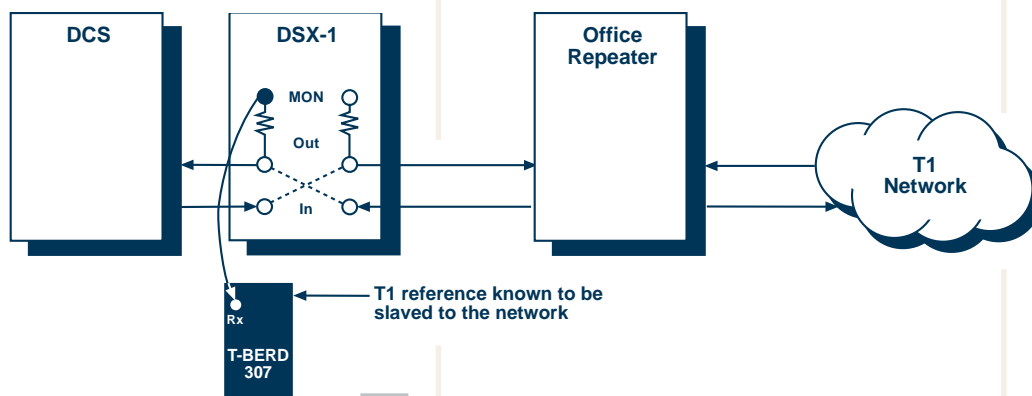 DCS
DSX-1
Office
Repeater
MON
Out
In
T1
Network
T1 reference known to be
slaved to the network
Rx
T-BERD
307